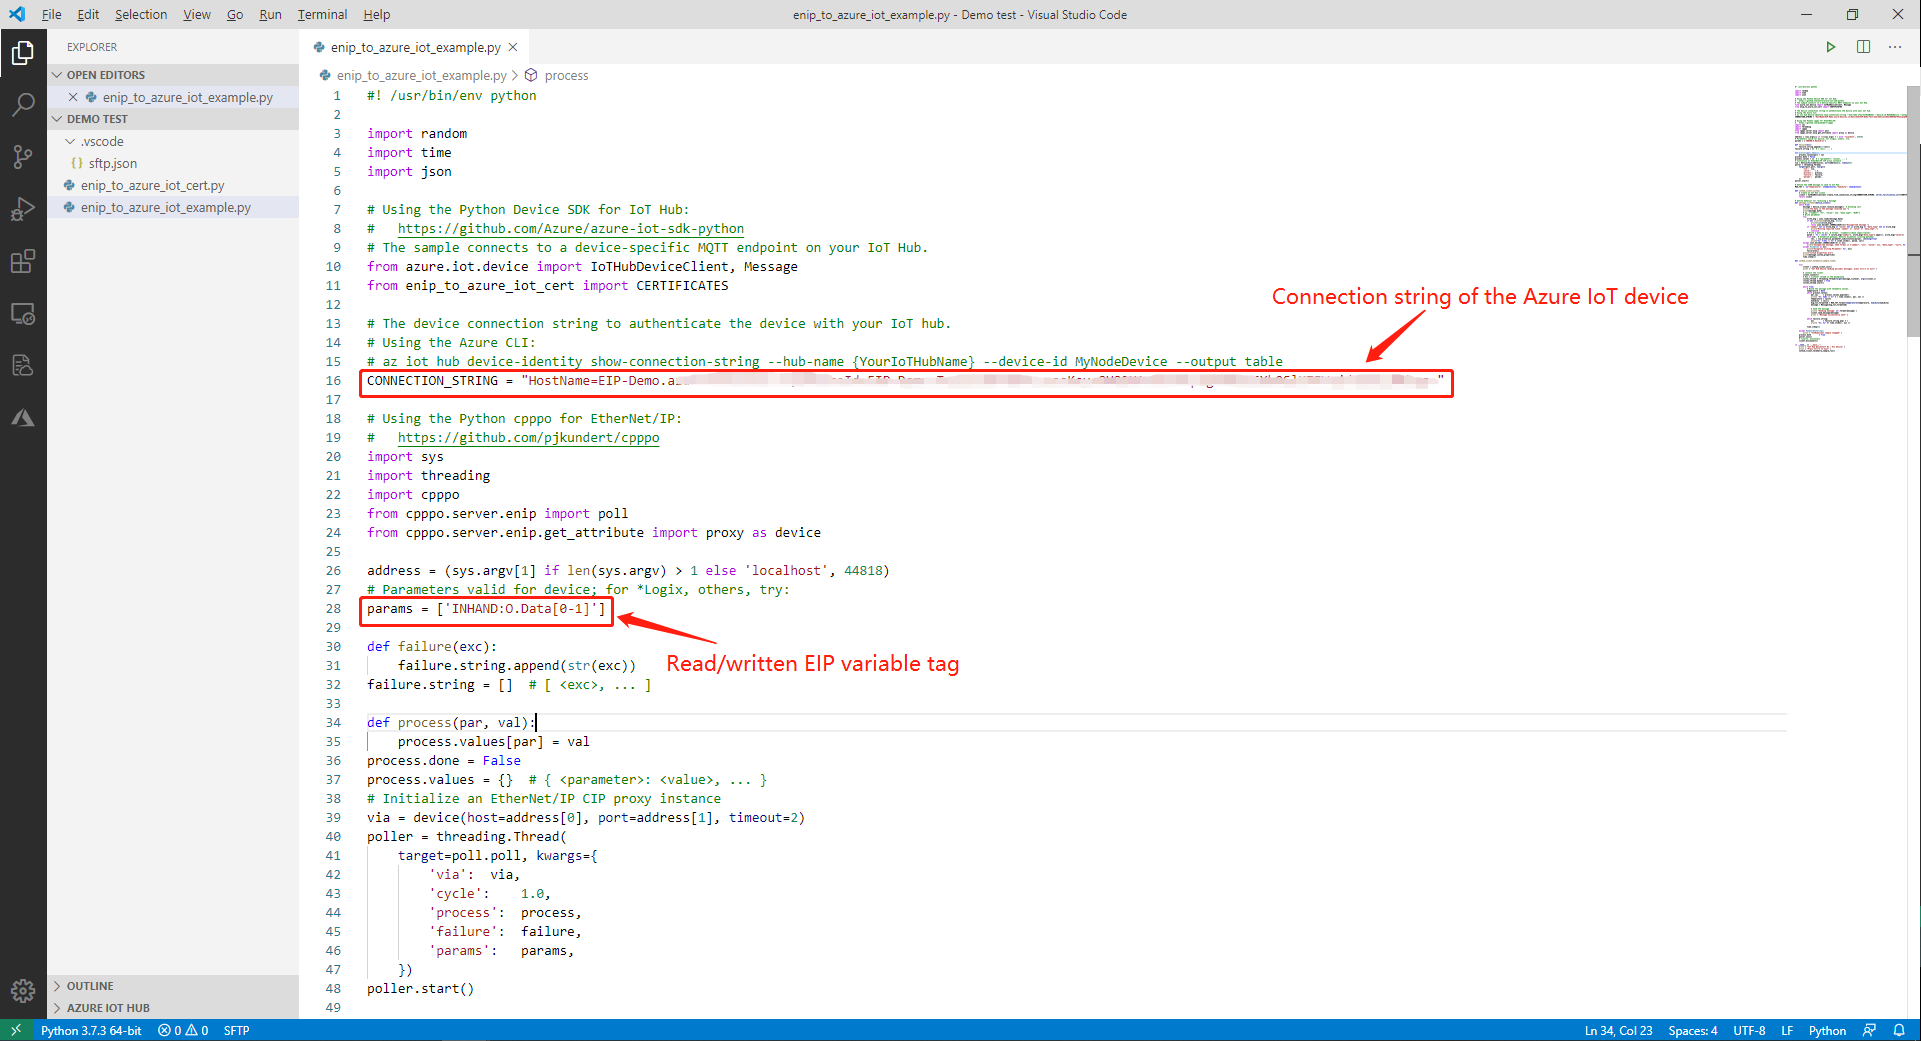 File Edit Selection View Go Run Terminal Help
enip_to_azure_iot_example.py - Demo test - Visual Studio Code
EXPLORER
OPEN EDITORS
enip_to_azure_iot_example.py
DEMO TEST
.vscode
{} sftp.json
enip_to_azure_iot_cert.py
enip_to_azure_iot_example.py
OUTLINE
AZURE IOT HUB
enip_to_azure_iot_example.py
enip_to_azure_iot_example.py > process
1 #! /usr/bin/env python
2
3 import random
4 import time
5 import json
6
7 # Using the Python Device SDK for IoT Hub:
8 #   https://github.com/Azure/azure-iot-sdk-python
9 # The sample connects to a device-specific MQTT endpoint on your IoT Hub.
10 from azure.iot.device import IoTHubDeviceClient, Message
11 from enip_to_azure_iot_cert import CERTIFICATES
12
Connection string of the Azure IoT device
13 # The device connection string to authenticate the device with your IoT hub.
14 # Using the Azure CLI:
15 # az iot hub device-identity show-connection-string --hub-name {YourIoTHubName} --device-id MyNodeDevice --output table
16 CONNECTION_STRING = "HostName=EIP-Demo.az
17
18 # Using the Python cpppo for EtherNet/IP:
19 #   https://github.com/pjkundert/cpppo
20 import sys
21 import threading
22 import cpppo
23 from cpppo.server.enip import poll
24 from cpppo.server.enip.get_attribute import proxy as device
25
26 address = (sys.argv[1] if len(sys.argv) > 1 else 'localhost', 44818)
27 # Parameters valid for device; for *Logix, others, try:
28 params = ['INHAND:O.Data[0-1]']
29
30 def failure(exc):
31     failure.string.append(str(exc))
Read/written EIP variable tag
32 failure.string = []  # [ <exc>, ... ]
33
34 def process(par, val):
35     process.values[par] = val
36 process.done = False
37 process.values = {}  # { <parameter>: <value>, ... }
38 # Initialize an EtherNet/IP CIP proxy instance
39 via = device(host=address[0], port=address[1], timeout=2)
40 poller = threading.Thread(
41     target=poll.poll, kwargs={
42         'via':  via,
43         'cycle':    1.0,
44         'process':  process,
45         'failure':  failure,
46         'params':   params,
47     })
48 poller.start()
49
Python 3.7.3 64-bit 0 0 SFTP
Ln 34, Col 23 Spaces: 4 UTF-8 LF Python